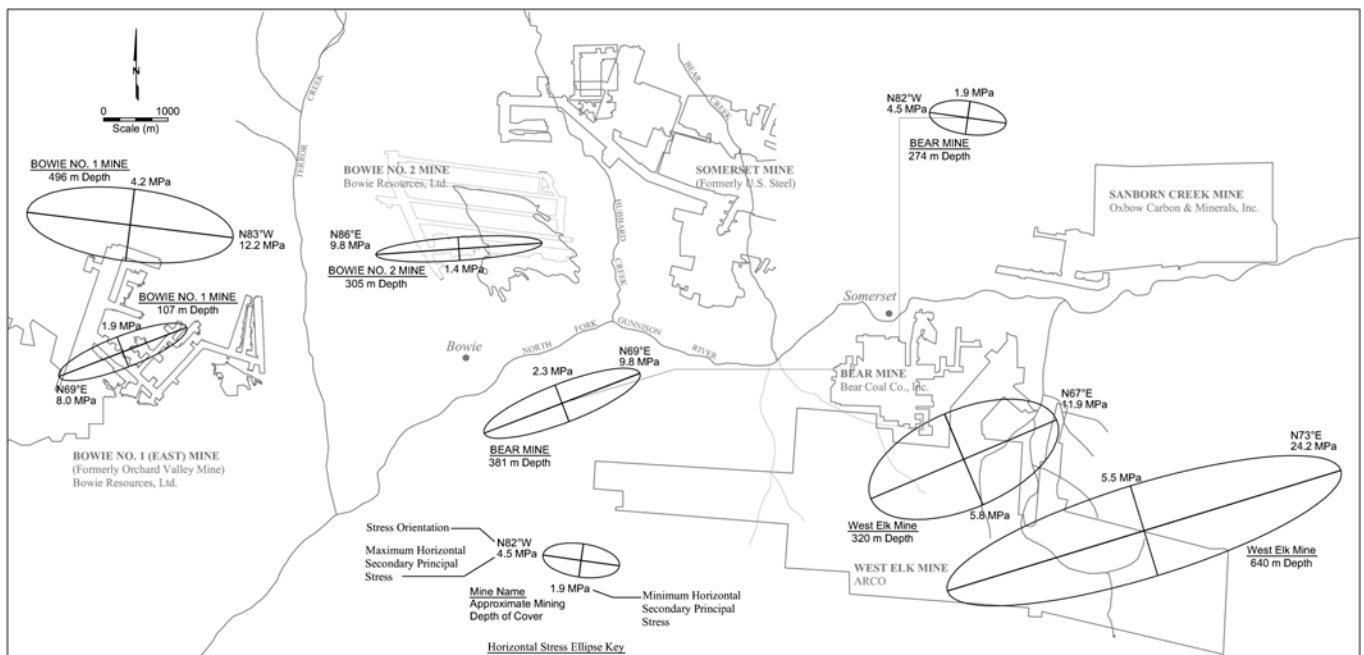 N
0 1000
Scale (m)
TERROR
CREEK
BEAR
CREEK
N82°W
4.5 MPa
1.9 MPa
BEAR MINE
274 m Depth
BOWIE NO. 1 MINE
496 m Depth
4.2 MPa
N83°W
12.2 MPa
BOWIE NO. 2 MINE
Bowie Resources, Ltd.
SOMERSET MINE
(Formerly U.S. Steel)
SANBORN CREEK MINE
Oxbow Carbon & Minerals, Inc.
HUBBARD
CREEK
N86°E
9.8 MPa
1.4 MPa
BOWIE NO. 2 MINE
305 m Depth
BOWIE NO. 1 MINE
107 m Depth
1.9 MPa
N69°E
8.0 MPa
Somerset
Bowie
NORTH
FORK
GUNNISON
RIVER
N69°E
9.8 MPa
2.3 MPa
BEAR MINE
381 m Depth
BEAR MINE
Bear Coal Co., Inc.
N67°E
11.9 MPa
5.8 MPa
West Elk Mine
320 m Depth
N73°E
24.2 MPa
5.5 MPa
West Elk Mine
640 m Depth
BOWIE NO. 1 (EAST) MINE
(Formerly Orchard Valley Mine)
Bowie Resources, Ltd.
WEST ELK MINE
ARCO
Stress Orientation
N82°W
4.5 MPa
Maximum Horizontal
Secondary Principal
Stress
1.9 MPa
Mine Name
Approximate Mining
Depth of Cover
Minimum Horizontal
Secondary Principal
Stress
Horizontal Stress Ellipse Key